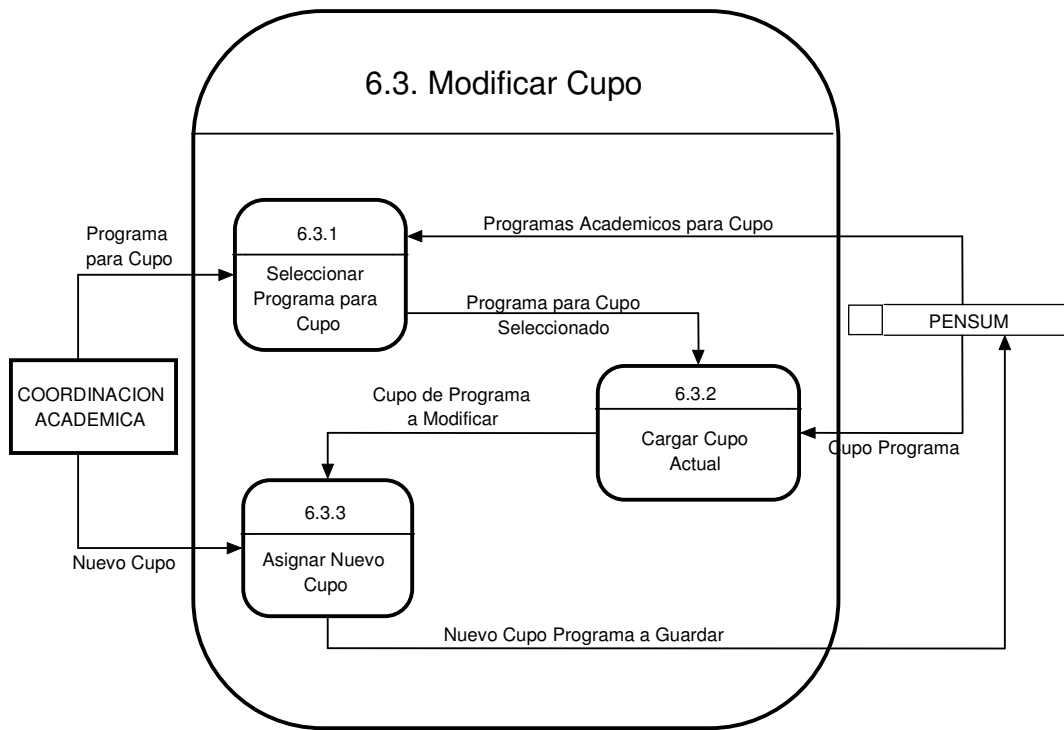 6.3. Modificar Cupo
Programa
para Cupo
6.3.1
Seleccionar
Programa para
Cupo
Programas Academicos para Cupo
Programa para Cupo
Seleccionado
PENSUM
COORDINACION
ACADEMICA
Cupo de Programa
a Modificar
6.3.2
Cargar Cupo
Actual
Cupo Programa
6.3.3
Asignar Nuevo
Cupo
Nuevo Cupo
Nuevo Cupo Programa a Guardar